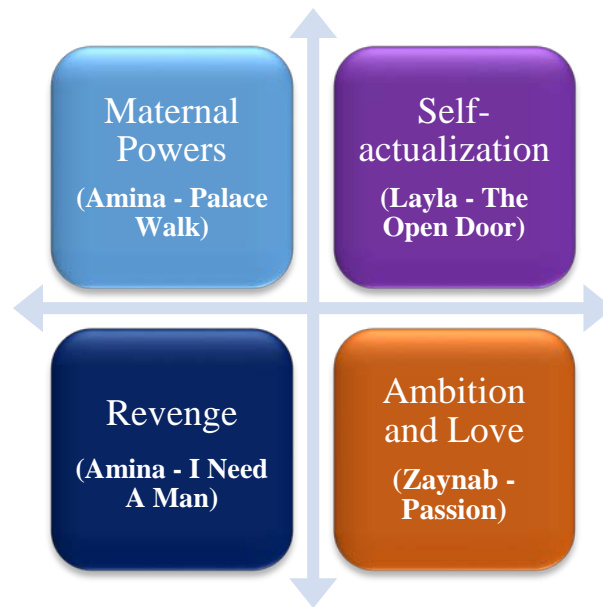 Maternal
Powers
(Amina - Palace
Walk)
Self-
actualization
(Layla - The
Open Door)
Revenge
(Amina - I Need
A Man)
Ambition
and Love
(Zaynab -
Passion)